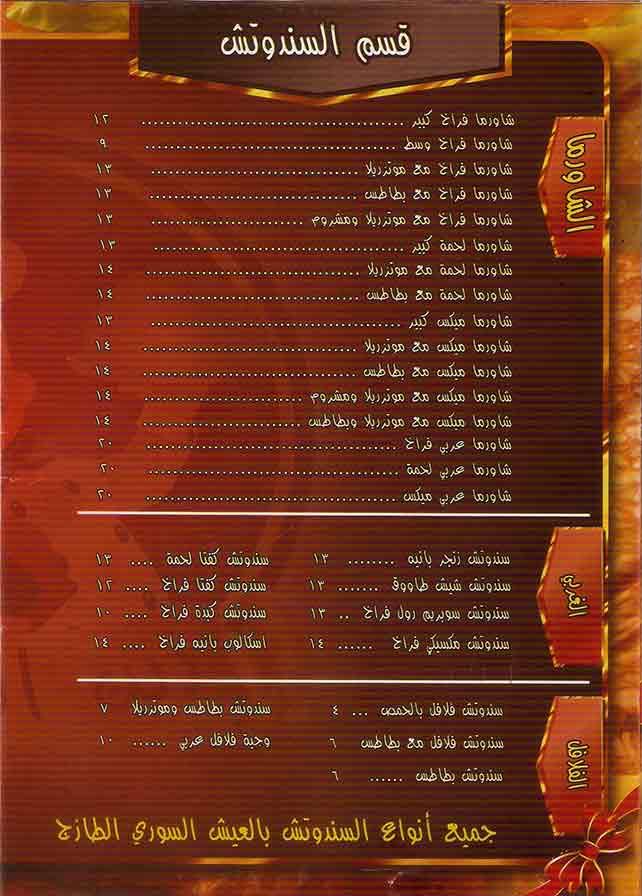 قسم السندوتش
الشاورما
شاورما فراخ كبير ........ ١٢
شاورما فراخ وسط ........ ٩
شاورما فراخ مع موتزريلا ........ ١٣
شاورما فراخ مع بطاطس ........ ١٣
شاورما فراخ مع موتزريلا ومشروم ........ ١٣
شاورما لحمة كبير ........ ١٣
شاورما لحمة مع موتزريلا ........ ١٤
شاورما لحمة مع بطاطس ........ ١٤
شاورما ميكس كبير ........ ١٣
شاورما ميكس مع موتزريلا ........ ١٤
شاورما ميكس مع بطاطس ........ ١٤
شاورما ميكس مع موتزريلا ومشروم ........ ١٤
شاورما ميكس مع موتزريلا وبطاطس ........ ١٤
شاورما عربي فراخ ........ ٢٠
شاورما عربي لحمة ........ ٢٠
شاورما عربي ميكس ........ ٢٠
الغربي
سندوتش زنجر بانيه ........ ١٣
سندوتش شيش طاووق ....... ١٣
سندوتش سوبريم رول فراخ .. ١٣
سندوتش مكسيكي فراخ ...... ١٤
سندوتش كفتا لحمة .... ١٣
سندوتش كفتا فراخ .... ١٢
سندوتش كبدة فراخ .... ١٠
اسكالوب بانيه فراخ .... ١٤
الفلافل
سندوتش فلافل بالحمص ... ٤
سندوتش فلافل مع بطاطس ٦
سندوتش بطاطس ...... ٦
سندوتش بطاطس وموتزريلا ٧
وجبة فلافل عربي ...... ١٠
جميع أنواع السندوتش بالعيش السوري الطازج